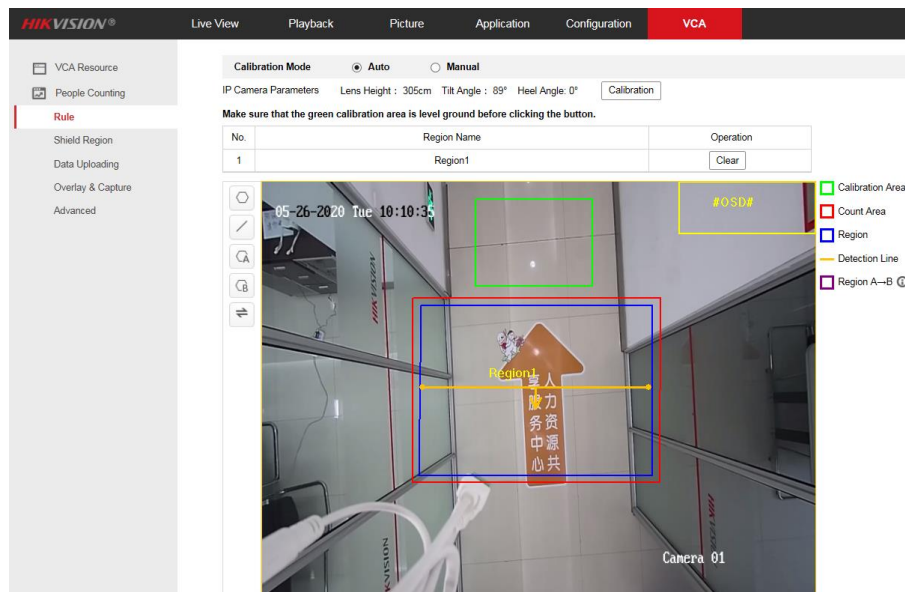 HIKVISION®
Live View Playback Picture Application Configuration VCA
VCA Resource
People Counting
Rule
Shield Region
Data Uploading
Overlay & Capture
Advanced
Calibration Mode Auto Manual
IP Camera Parameters Lens Height : 305cm Tilt Angle : 89° Heel Angle: 0° Calibration
Make sure that the green calibration area is level ground before clicking the button.
No. Region Name Operation
1 Region1 Clear
05-26-2020 Tue 10:10:35
#OSD#
A
B
HIKVISION
Region1
人力资源共
享服务中心
HIKVISION
HIKVISION
Camera 01
Calibration Area
Count Area
Region
Detection Line
Region A→B